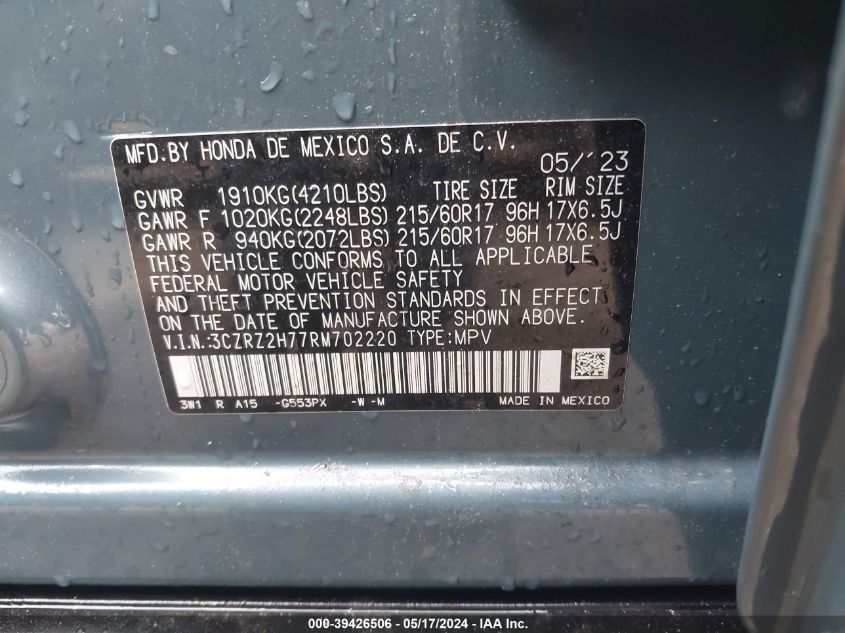 MFD.BY HONDA DE MEXICO S.A. DE C.V.
05/'23
GVWR 1910KG(4210LBS) TIRE SIZE RIM SIZE
GAWR F 1020KG(2248LBS) 215/60R17 96H 17X6.5J
GAWR R 940KG(2072LBS) 215/60R17 96H 17X6.5J
THIS VEHICLE CONFORMS TO ALL APPLICABLE
FEDERAL MOTOR VEHICLE SAFETY
AND THEFT PREVENTION STANDARDS IN EFFECT
ON THE DATE OF MANUFACTURE SHOWN ABOVE.
V.I.N.:3CZRZ2H77RM702220 TYPE:MPV
3W1 R A15 -G553PX -W-M MADE IN MEXICO
000-39426506 - 05/17/2024 - IAAI.COM